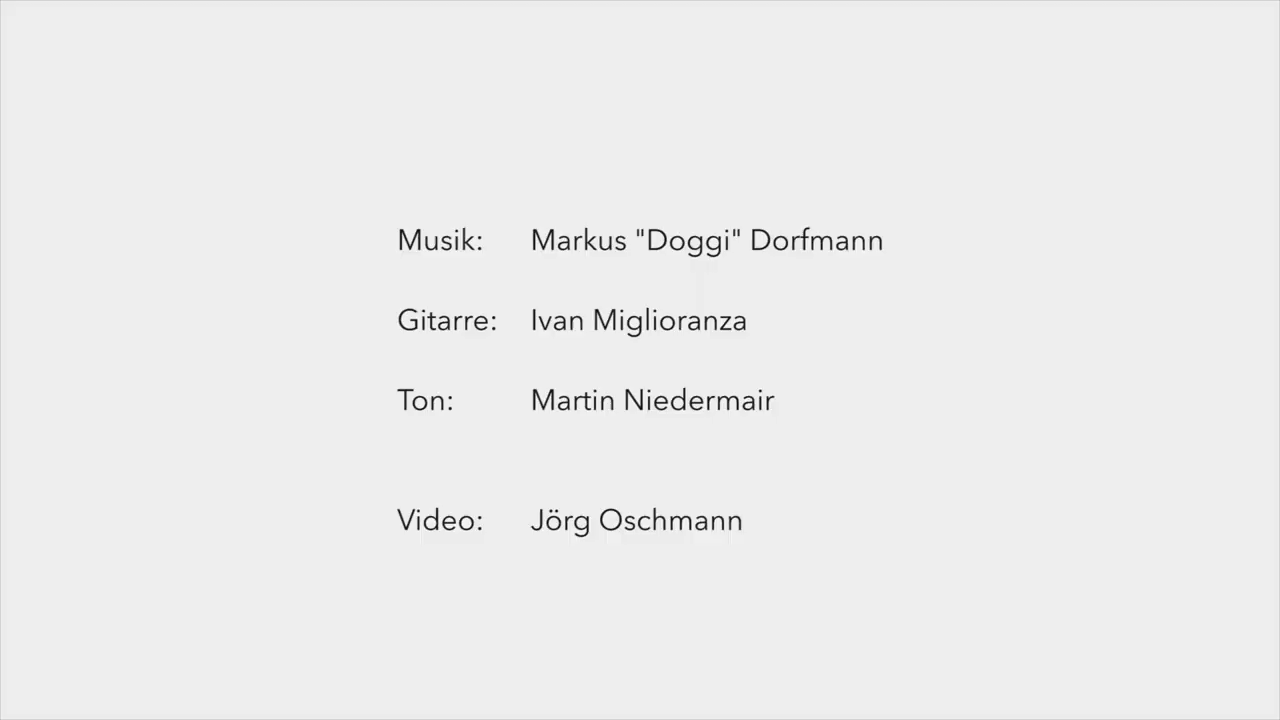 Musik: Markus "Doggi" Dorfmann
Gitarre: Ivan Miglioranza
Ton: Martin Niedermair
Video: Jörg Oschmann